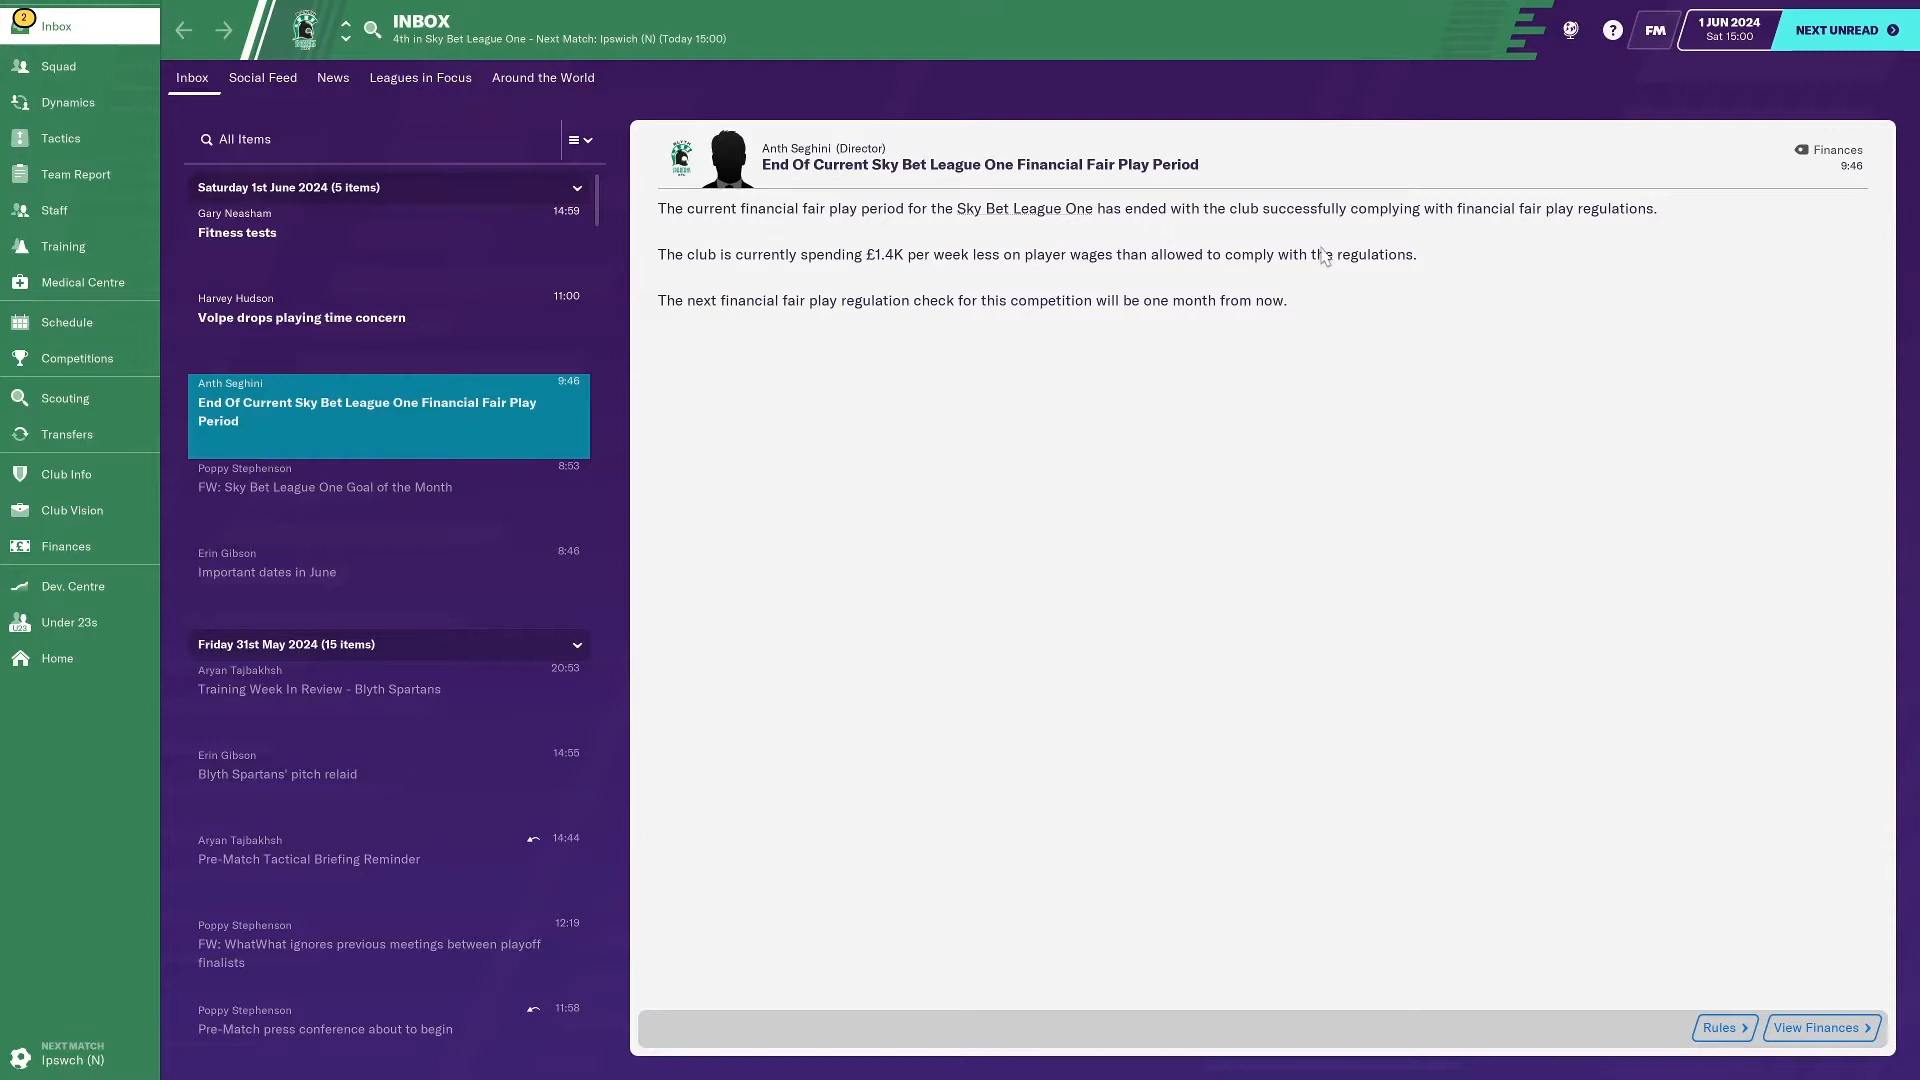 2
Inbox
Squad
Dynamics
Tactics
Team Report
Staff
Training
Medical Centre
Schedule
Competitions
Scouting
Transfers
Club Info
Club Vision
Finances
Dev. Centre
U23
Under 23s
Home
NEXT MATCH
Ipswch (N)
INBOX
4th in Sky Bet League One - Next Match: Ipswich (N) (Today 15:00)
?
FM
1 JUN 2024
Sat 15:00
NEXT UNREAD
Inbox Social Feed News Leagues in Focus Around the World
All Items
Saturday 1st June 2024 (5 items)
Gary Neasham 14:59
Fitness tests
Harvey Hudson 11:00
Volpe drops playing time concern
Anth Seghini 9:46
End Of Current Sky Bet League One Financial Fair Play
Period
Poppy Stephenson 8:53
FW: Sky Bet League One Goal of the Month
Erin Gibson 8:46
Important dates in June
Friday 31st May 2024 (15 items)
Aryan Tajbakhsh 20:53
Training Week In Review - Blyth Spartans
Erin Gibson 14:55
Blyth Spartans' pitch relaid
Aryan Tajbakhsh 14:44
Pre-Match Tactical Briefing Reminder
Poppy Stephenson 12:19
FW: WhatWhat ignores previous meetings between playoff
finalists
Poppy Stephenson 11:58
Pre-Match press conference about to begin
Anth Seghini (Director)
End Of Current Sky Bet League One Financial Fair Play Period
Finances
9:46
The current financial fair play period for the Sky Bet League One has ended with the club successfully complying with financial fair play regulations.
The club is currently spending £1.4K per week less on player wages than allowed to comply with the regulations.
The next financial fair play regulation check for this competition will be one month from now.
Rules
View Finances